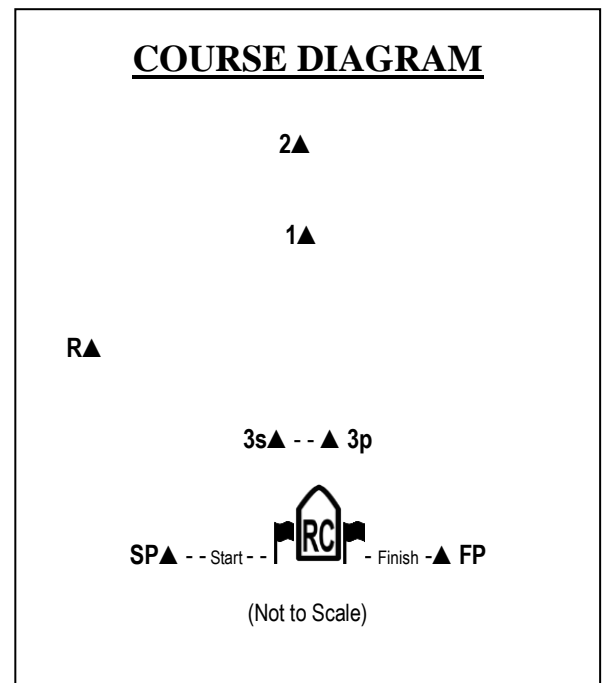 COURSE DIAGRAM
2▲
1▲
R▲
3s▲ - - ▲ 3p
RC
SP▲ - - Start - - - Finish -▲ FP
(Not to Scale)